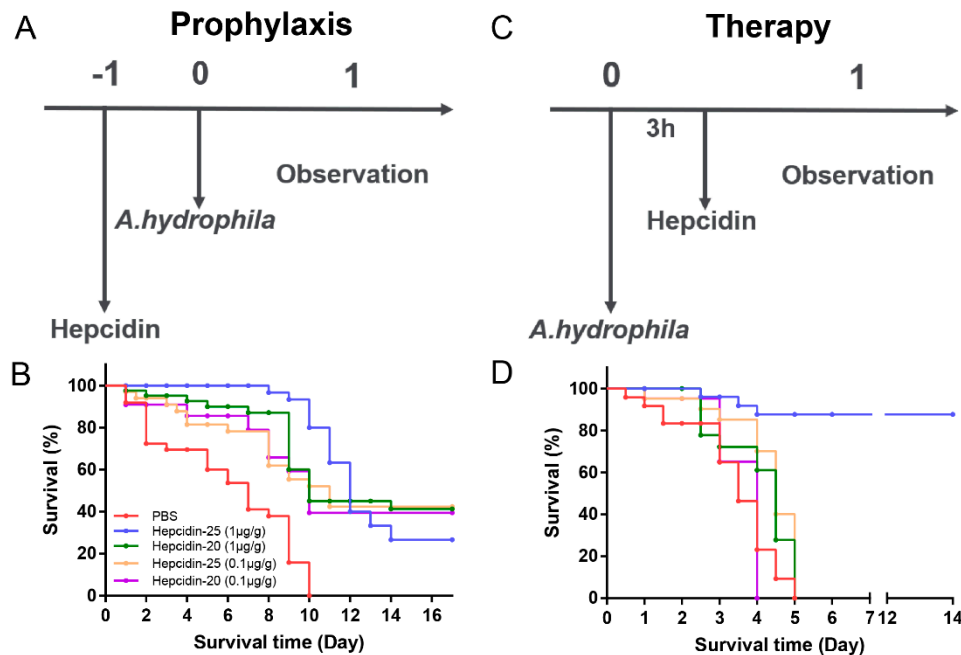 A
Prophylaxis
-1 0 1
Observation
A.hydrophila
Hepcidin
C
Therapy
0 1
3h
Observation
Hepcidin
A.hydrophila
B
Survival (%)
100
80
60
40
20
0
PBS
Hepcidin-25 (1μg/g)
Hepcidin-20 (1μg/g)
Hepcidin-25 (0.1μg/g)
Hepcidin-20 (0.1μg/g)
0 2 4 6 8 10 12 14 16
Survival time (Day)
D
Survival (%)
100
80
60
40
20
0
0 1 2 3 4 5 6 7 12 13 14
Survival time (Day)